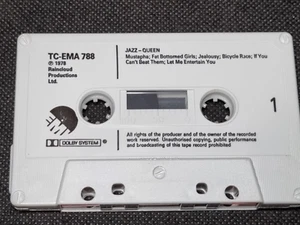 TC-EMA 788
℗ 1978
Raincloud
Productions
Ltd.
JAZZ – QUEEN
Mustapha; Fat Bottomed Girls; Jealousy; Bicycle Race; If You
Can't Beat Them; Let Me Entertain You
1
EMI
DOLBY SYSTEM
All rights of the producer and of the owner of the recorded
work reserved. Unauthorised copying, public performance
and broadcasting of this tape record prohibited